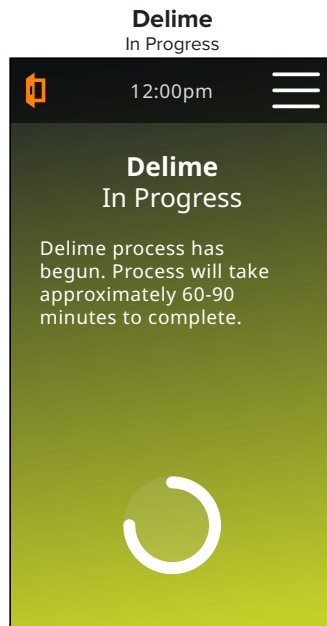 Delime
In Progress
12:00pm
Delime
In Progress
Delime process has
begun. Process will take
approximately 60-90
minutes to complete.